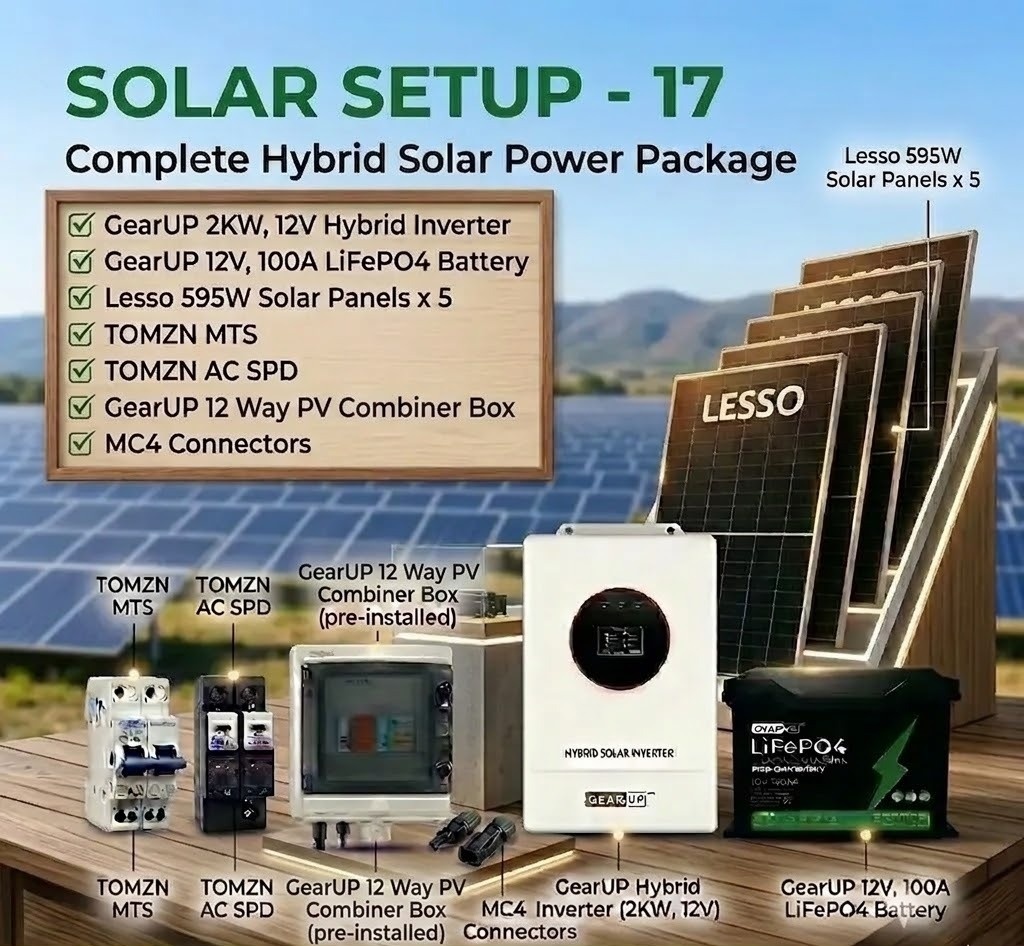 SOLAR SETUP - 17
Complete Hybrid Solar Power Package
Lesso 595W
Solar Panels x 5
GearUP 2KW, 12V Hybrid Inverter
GearUP 12V, 100A LiFePO4 Battery
Lesso 595W Solar Panels x 5
TOMZN MTS
TOMZN AC SPD
GearUP 12 Way PV Combiner Box
MC4 Connectors
LESSO
TOMZN
MTS
TOMZN
AC SPD
GearUP 12 Way PV
Combiner Box
(pre-installed)
HYBRID SOLAR INVERTER
GEAR UP
LiFePO4
TOMZN
MTS
TOMZN
AC SPD
GearUP 12 Way PV
Combiner Box
(pre-installed)
MC4
Connectors
GearUP Hybrid
Inverter (2KW, 12V)
GearUP 12V, 100A
LiFePO4 Battery